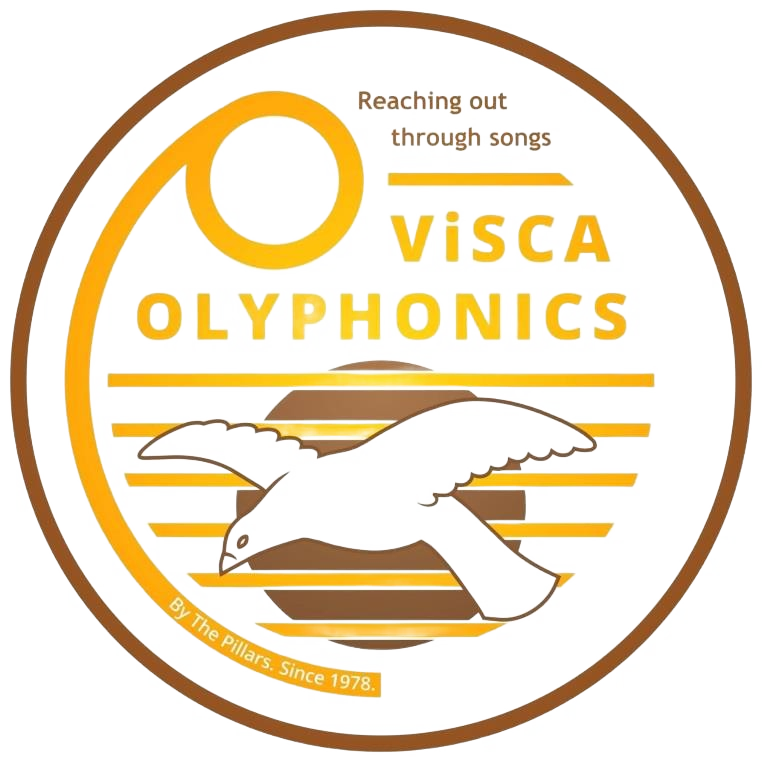 Reaching out
through songs
ViSCA
OLYPHONICS
By The Pillars. Since 1978.